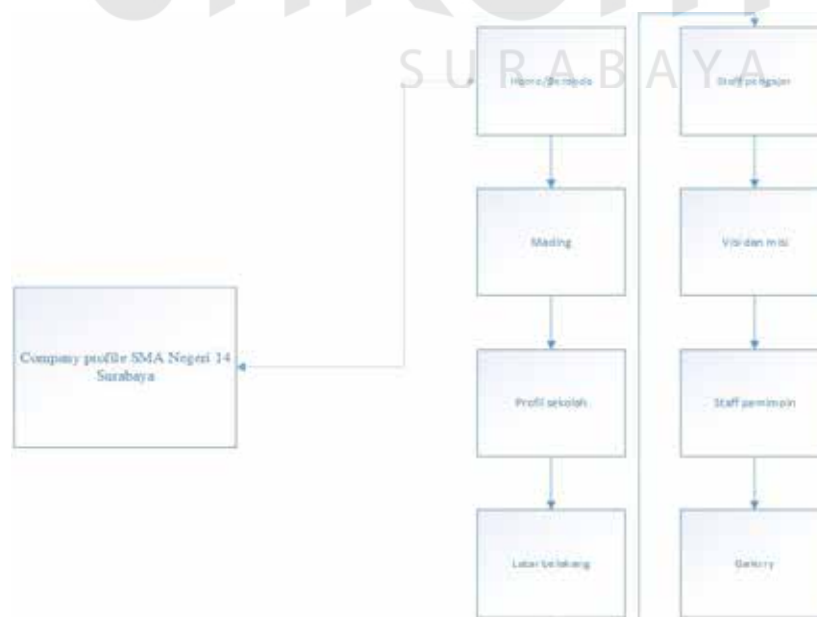 SURABAYA
Home/Beranda
Mading
Profil sekolah
Latar belakang
Staff pengajar
Visi dan misi
Staff pemimpin
Gallery
Company profile SMA Negeri 14
Surabaya